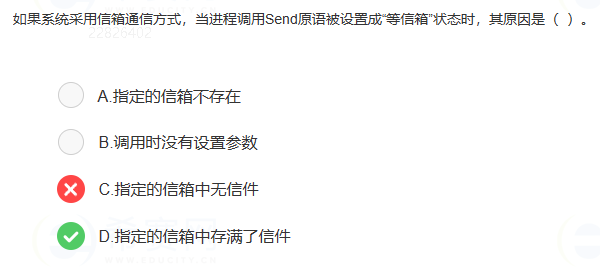 如果系统采用信箱通信方式，当进程调用Send原语被设置成“等信箱”状态时，其原因是（ ）。
22826402
A.指定的信箱不存在
B.调用时没有设置参数
C.指定的信箱中无信件
D.指定的信箱中存满了信件